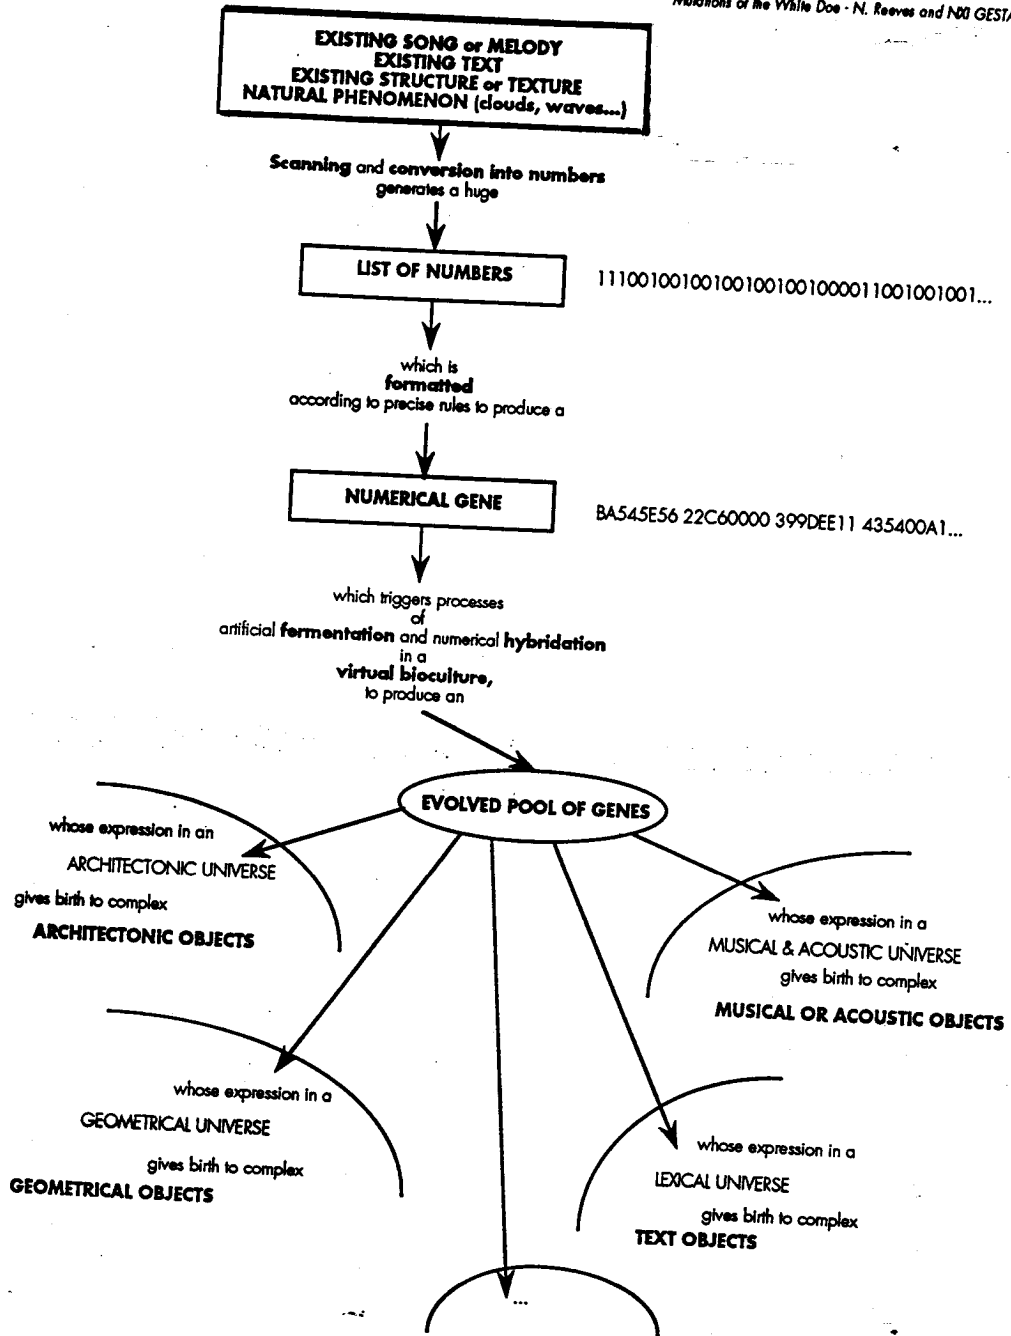 Mutations of the White Doe - N. Reeves and NXI GESTA
EXISTING SONG or MELODY
EXISTING TEXT
EXISTING STRUCTURE or TEXTURE
NATURAL PHENOMENON (clouds, waves...)
Scanning and conversion into numbers
generates a huge
LIST OF NUMBERS
1110010010010010010010000110010010001...
which is
formatted
according to precise rules to produce a
NUMERICAL GENE
BA545E56 22C60000 399DEE11 435400A1...
which triggers processes
of
artificial fermentation and numerical hybridation
in a
virtual bioculture,
to produce an
EVOLVED POOL OF GENES
whose expression in an
ARCHITECTONIC UNIVERSE
gives birth to complex
ARCHITECTONIC OBJECTS
whose expression in a
MUSICAL & ACOUSTIC UNIVERSE
gives birth to complex
MUSICAL OR ACOUSTIC OBJECTS
whose expression in a
GEOMETRICAL UNIVERSE
gives birth to complex
GEOMETRICAL OBJECTS
whose expression in a
LEXICAL UNIVERSE
gives birth to complex
TEXT OBJECTS
...